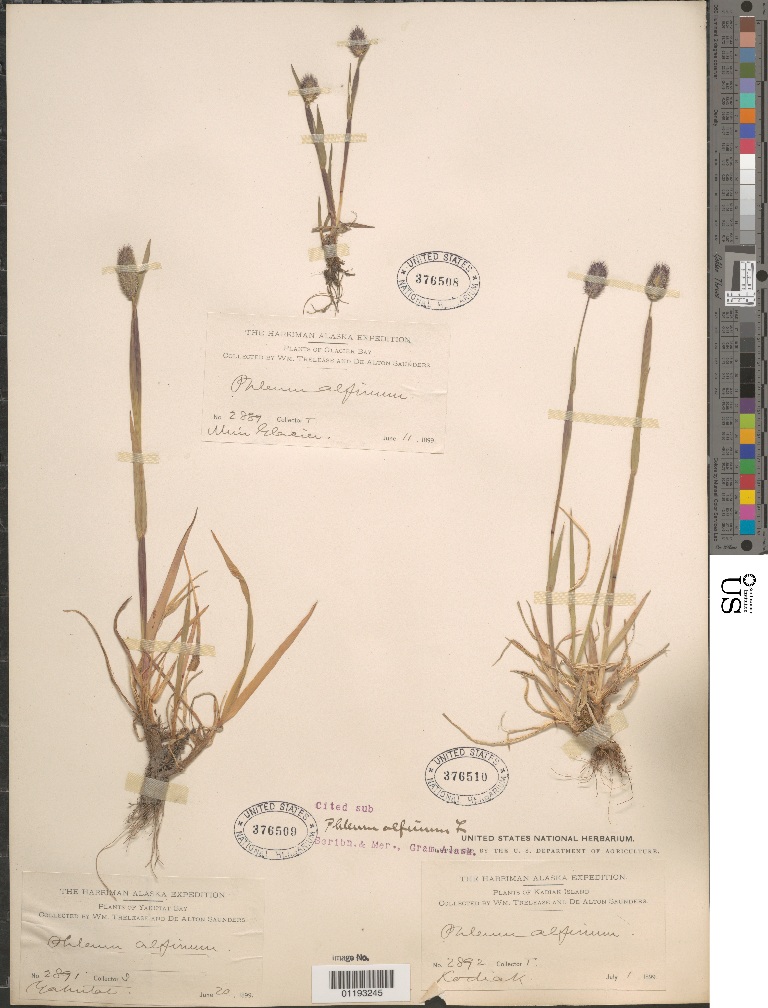 UNITED STATES
376508
NATIONAL HERBARIUM
THE HARRIMAN ALASKA EXPEDITION
PLANTS OF GLACIER BAY
COLLECTED BY WM. TRELEASE AND DE ALTON SAUNDERS
Phleum alpinum
No. 2889 Collector T
Muir Glacier. June 11, 1899.
UNITED STATES
376510
NATIONAL HERBARIUM
UNITED STATES
376509
NATIONAL HERBARIUM
Cited sub
Phleum alpinum L
Scribn. & Mer., Gram. Alask.
UNITED STATES NATIONAL HERBARIUM.
BY THE U. S. DEPARTMENT OF AGRICULTURE.
THE HARRIMAN ALASKA EXPEDITION
PLANTS OF YAKUTAT BAY
COLLECTED BY WM. TRELEASE AND DE ALTON SAUNDERS
Phleum alpinum.
No. 2891 Collector S
Yakutat. June 20, 1899.
THE HARRIMAN ALASKA EXPEDITION.
PLANTS OF KADIAK ISLAND
COLLECTED BY WM. TRELEASE AND DE ALTON SAUNDERS
Phleum alpinum.
No. 2892 Collector T.
Kodiak. July 1, 1899
Image No.
01193245
US